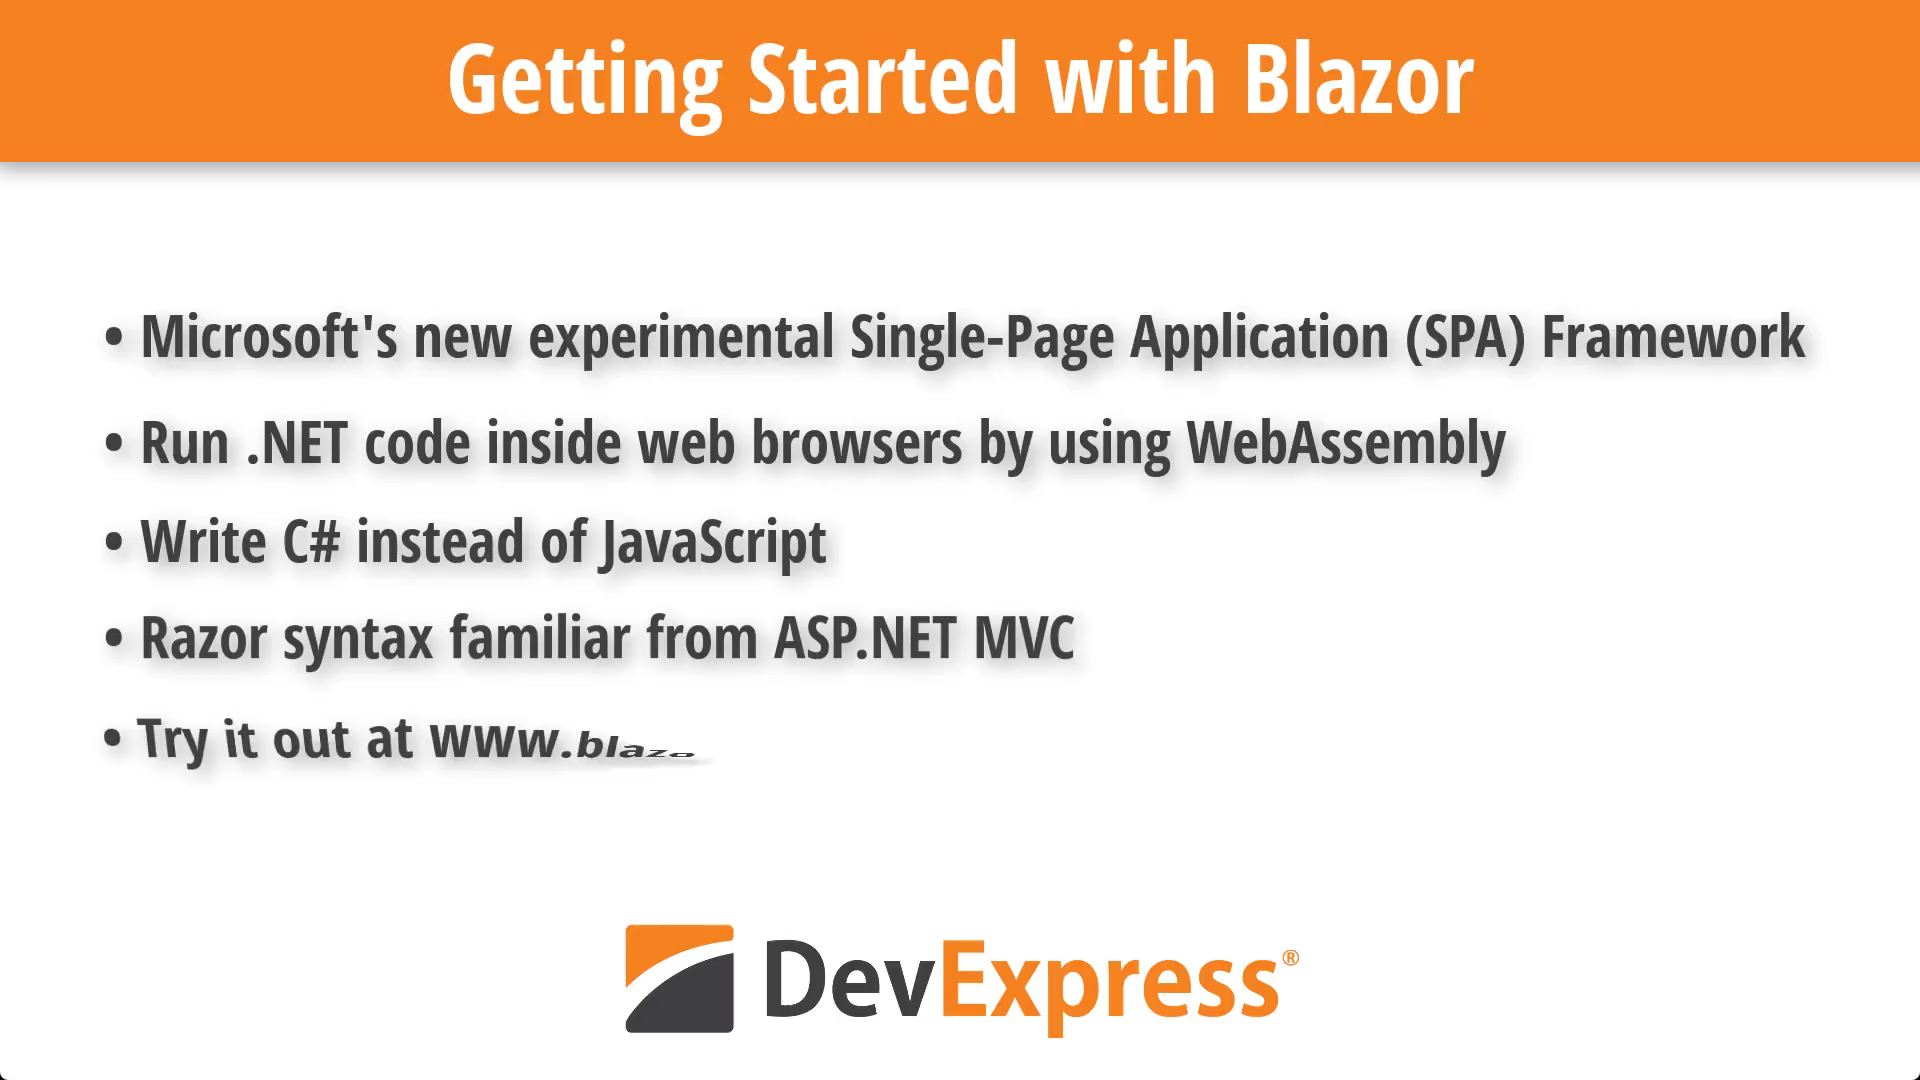 Getting Started with Blazor
• Microsoft's new experimental Single-Page Application (SPA) Framework
• Run .NET code inside web browsers by using WebAssembly
• Write C# instead of JavaScript
• Razor syntax familiar from ASP.NET MVC
• Try it out at www.blazo
DevExpress®